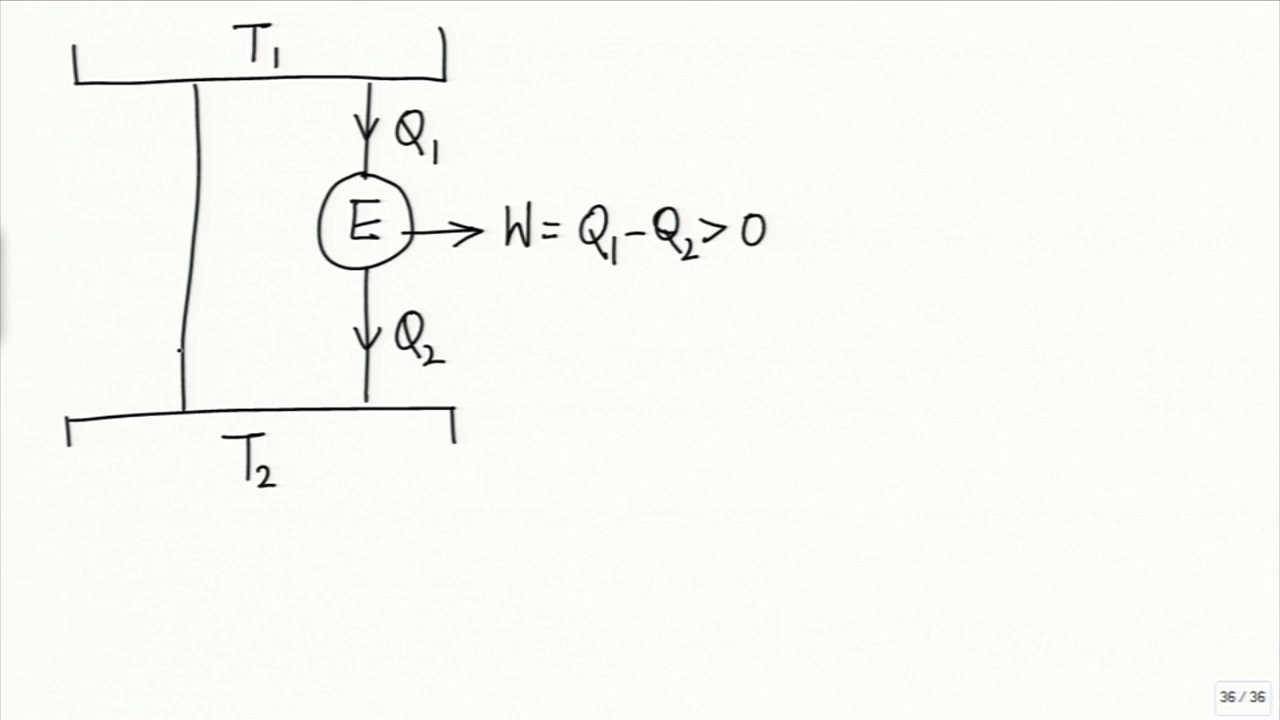 T₁
Q₁
E
W = Q₁ - Q₂ > 0
Q₂
T₂
36 / 36